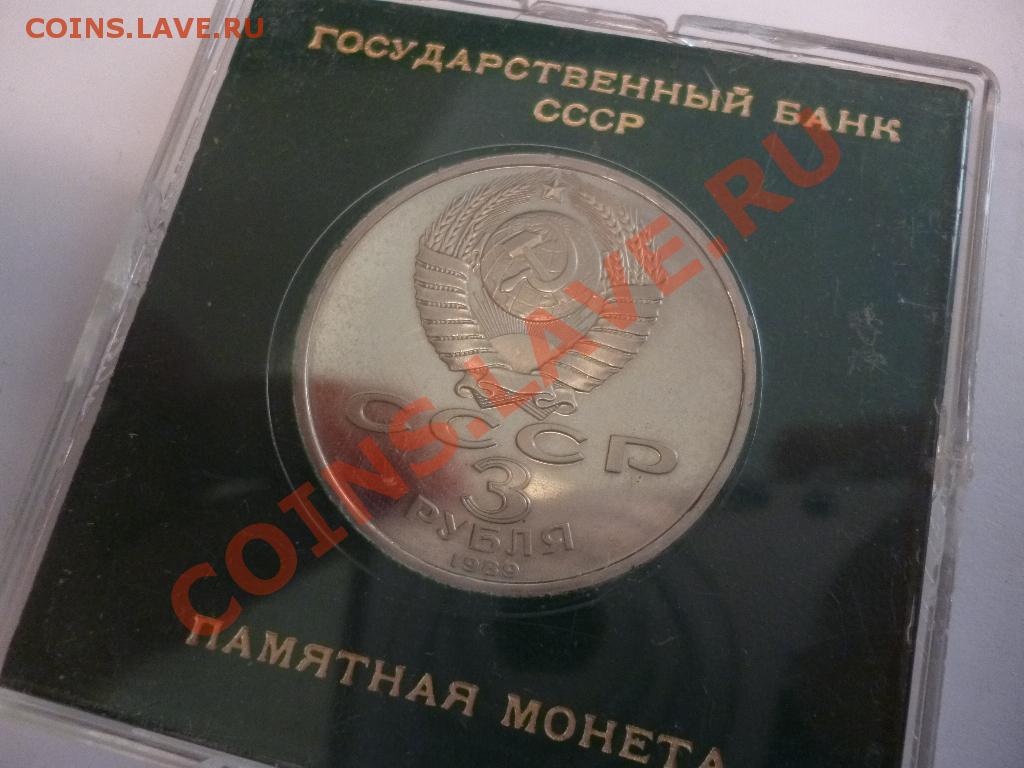 COINS.LAVE.RU
ГОСУДАРСТВЕННЫЙ БАНК
СССР
СССР
3
РУБЛЯ
1989
ПАМЯТНАЯ МОНЕТА
COINS.LAVE.RU